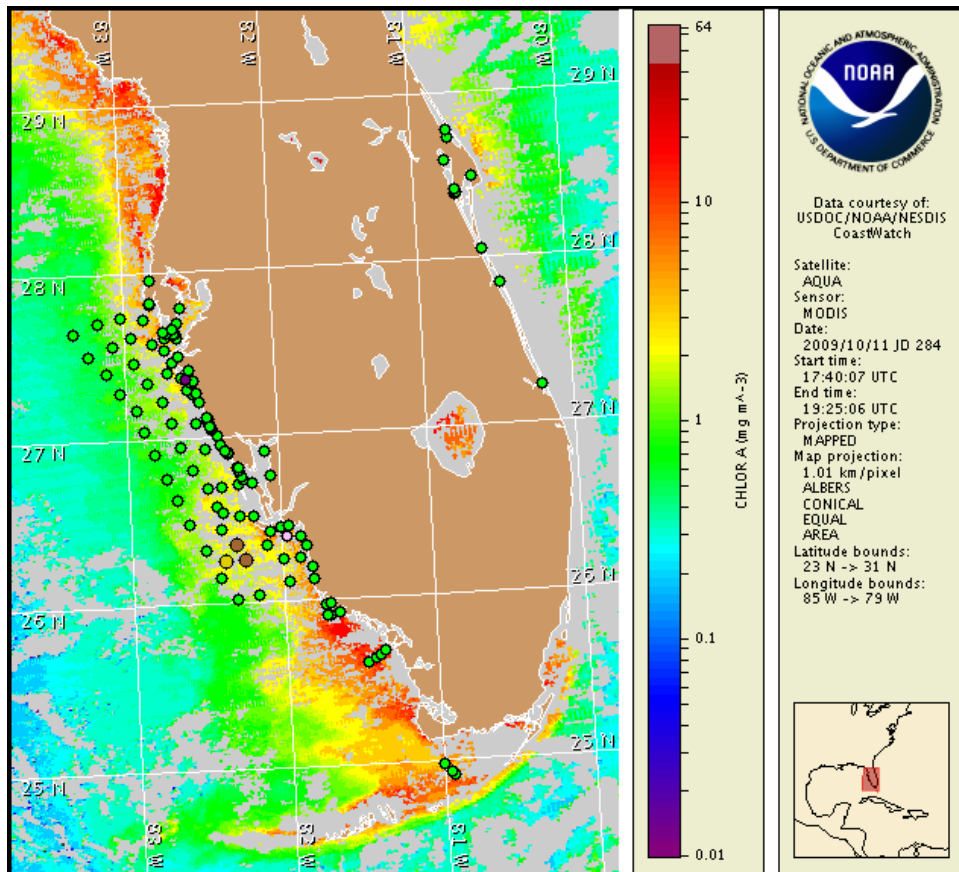 83 W
82
81
80 W
29 N
29 N
28 N
28 N
27 N
27 N
26 N
26 N
25 N
25 N
83 W
82
81 W
64
10
1
0.1
0.01
CHLOR A (mg m^-3)
NATIONAL OCEANIC AND ATMOSPHERIC ADMINISTRATION
NOAA
U.S. DEPARTMENT OF COMMERCE
Data courtesy of:
USDOC/NOAA/NESDIS
CoastWatch
Satellite:
AQUA
Sensor:
MODIS
Date:
2009/10/11 JD 284
Start time:
17:40:07 UTC
End time:
19:25:06 UTC
Projection type:
MAPPED
Map projection:
1.01 km/pixel
ALBERS
CONICAL
EQUAL
AREA
Latitude bounds:
23 N -> 31 N
Longitude bounds:
85 W -> 79 W